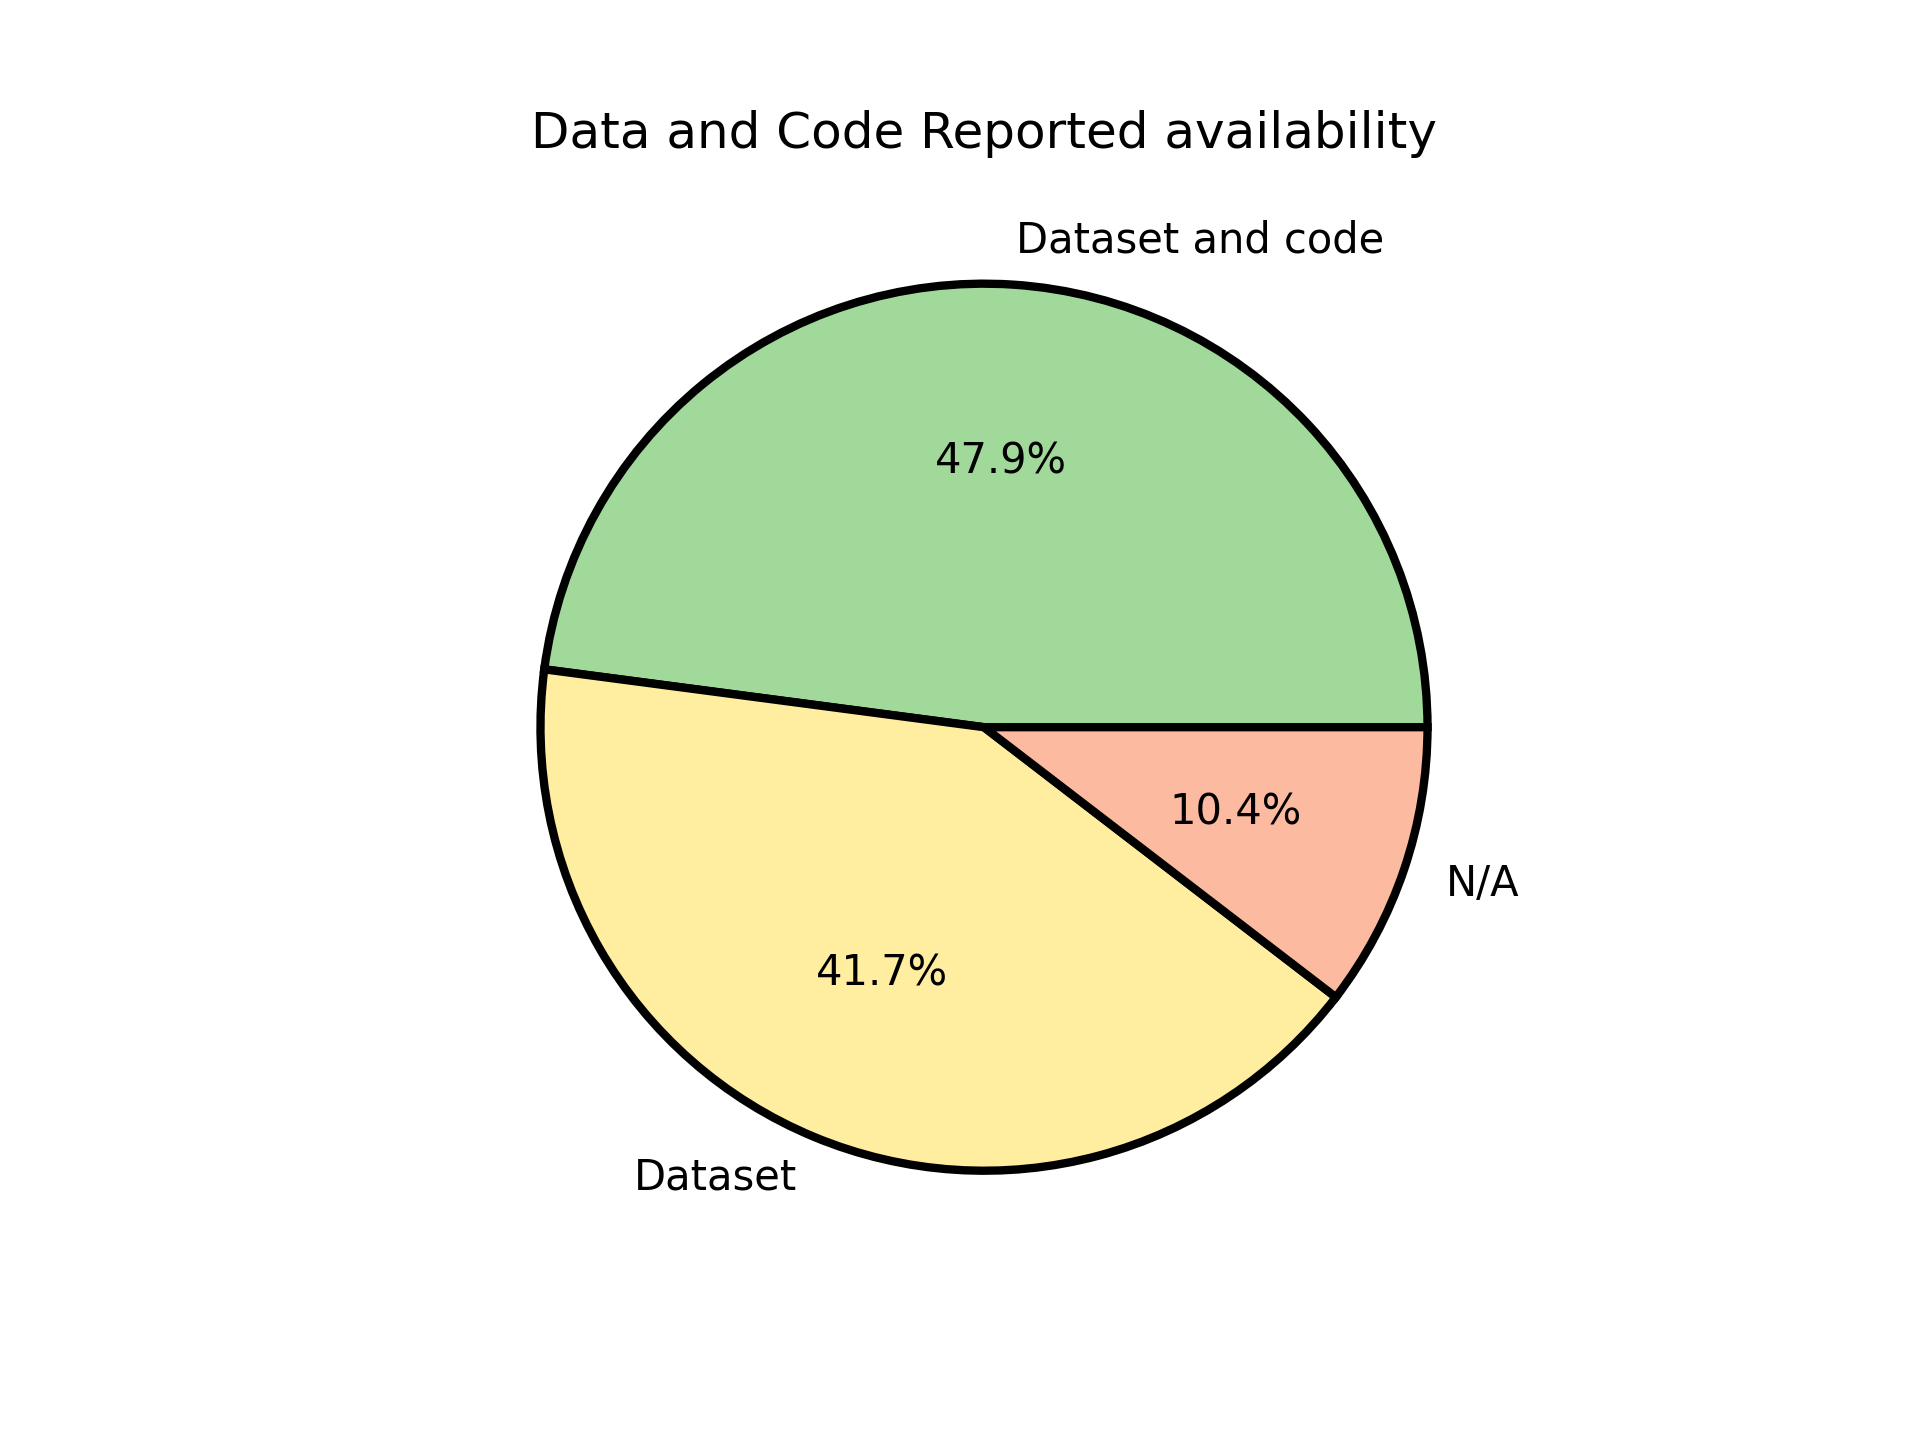 Data and Code Reported availability
Dataset and code
47.9%
10.4%
N/A
41.7%
Dataset